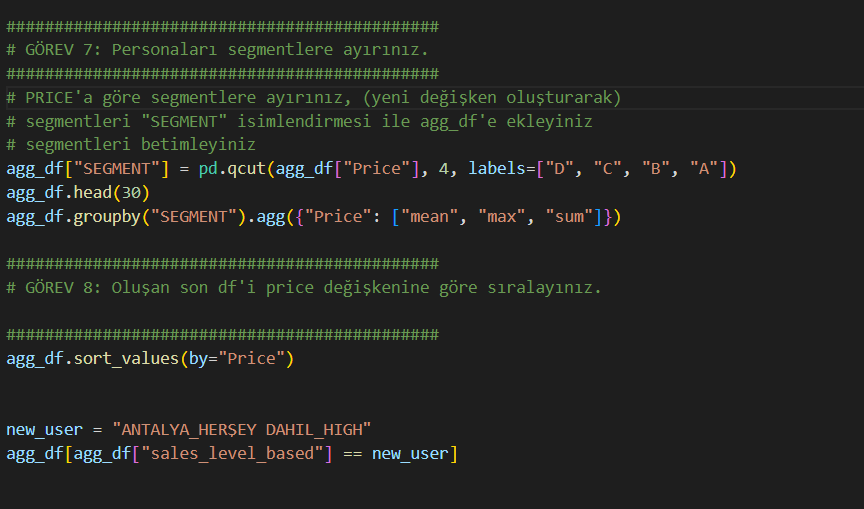 #############################################
# GÖREV 7: Personaları segmentlere ayırınız.
#############################################
# PRICE'a göre segmentlere ayırınız, (yeni değişken oluşturarak)
# segmentleri "SEGMENT" isimlendirmesi ile agg_df'e ekleyiniz
# segmentleri betimleyiniz
agg_df["SEGMENT"] = pd.qcut(agg_df["Price"], 4, labels=["D", "C", "B", "A"])
agg_df.head(30)
agg_df.groupby("SEGMENT").agg({"Price": ["mean", "max", "sum"]})
#############################################
# GÖREV 8: Oluşan son df'i price değişkenine göre sıralayınız.
#############################################
agg_df.sort_values(by="Price")
new_user = "ANTALYA_HERŞEY DAHIL_HIGH"
agg_df[agg_df["sales_level_based"] == new_user]